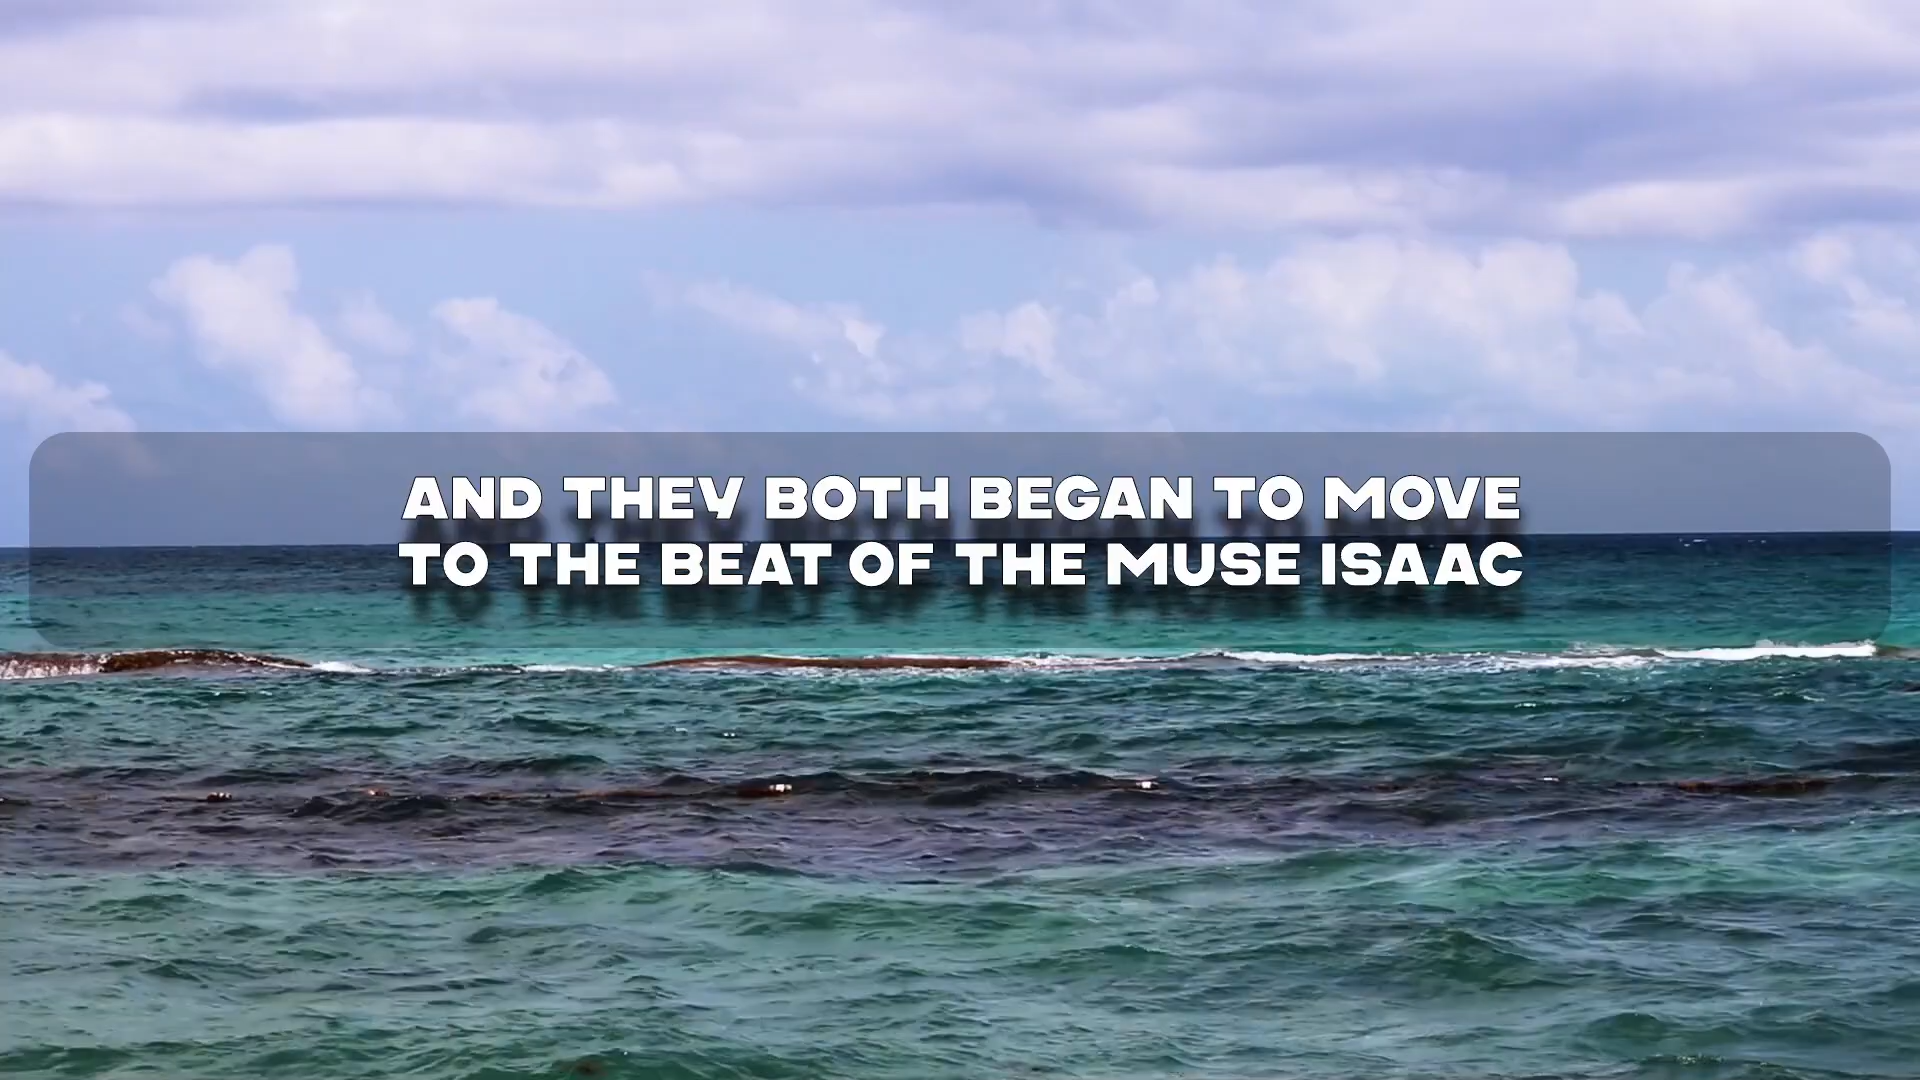 AND THEY BOTH BEGAN TO MOVE
TO THE BEAT OF THE MUSE ISAAC